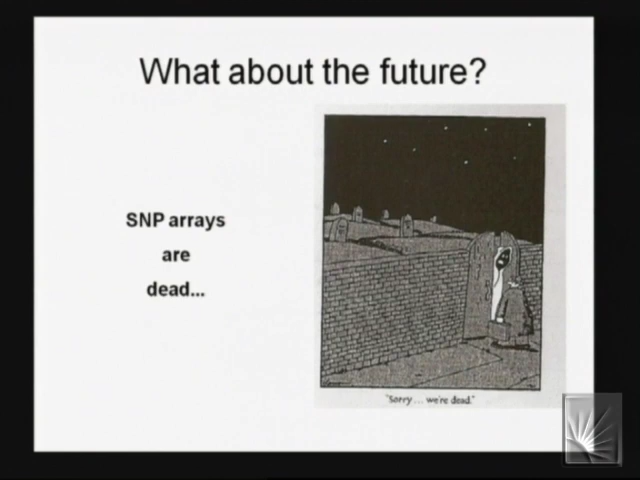 What about the future?
SNP arrays
are
dead...
"Sorry... we're dead."